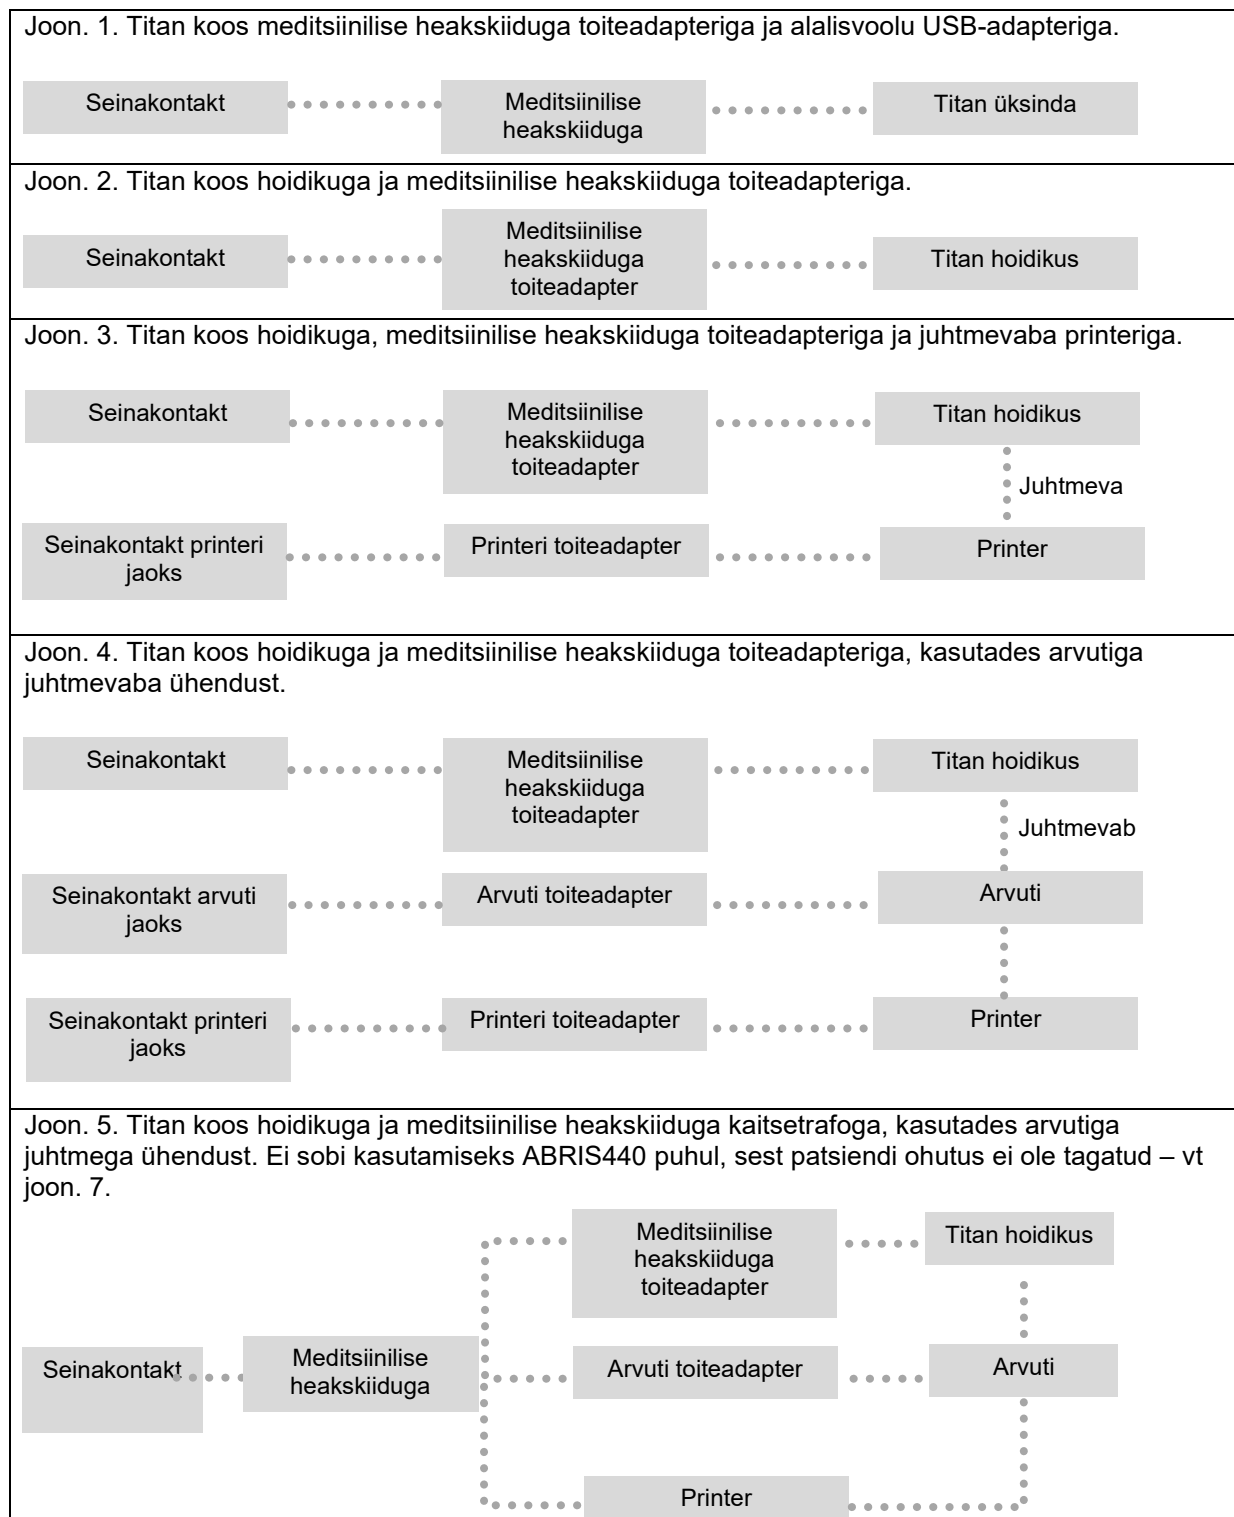 Joon. 1. Titan koos meditsiinilise heakskiiduga toiteadapteriga ja alalisvoolu USB-adapteriga.
Seinakontakt
Meditsiinilise
heakskiiduga
Titan üksinda
Joon. 2. Titan koos hoidikuga ja meditsiinilise heakskiiduga toiteadapteriga.
Seinakontakt
Meditsiinilise
heakskiiduga
toiteadapter
Titan hoidikus
Joon. 3. Titan koos hoidikuga, meditsiinilise heakskiiduga toiteadapteriga ja juhtmevaba printeriga.
Seinakontakt
Meditsiinilise
heakskiiduga
toiteadapter
Titan hoidikus
Juhtmeva
Seinakontakt printeri
jaoks
Printeri toiteadapter
Printer
Joon. 4. Titan koos hoidikuga ja meditsiinilise heakskiiduga toiteadapteriga, kasutades arvutiga
juhtmevaba ühendust.
Seinakontakt
Meditsiinilise
heakskiiduga
toiteadapter
Titan hoidikus
Juhtmevab
Seinakontakt arvuti
jaoks
Arvuti toiteadapter
Arvuti
Seinakontakt printeri
jaoks
Printeri toiteadapter
Printer
Joon. 5. Titan koos hoidikuga ja meditsiinilise heakskiiduga kaitsetrafoga, kasutades arvutiga
juhtmega ühendust. Ei sobi kasutamiseks ABRIS440 puhul, sest patsiendi ohutus ei ole tagatud – vt
joon. 7.
Meditsiinilise
heakskiiduga
toiteadapter
Titan hoidikus
Seinakontakt
Meditsiinilise
heakskiiduga
Arvuti toiteadapter
Arvuti
Printer